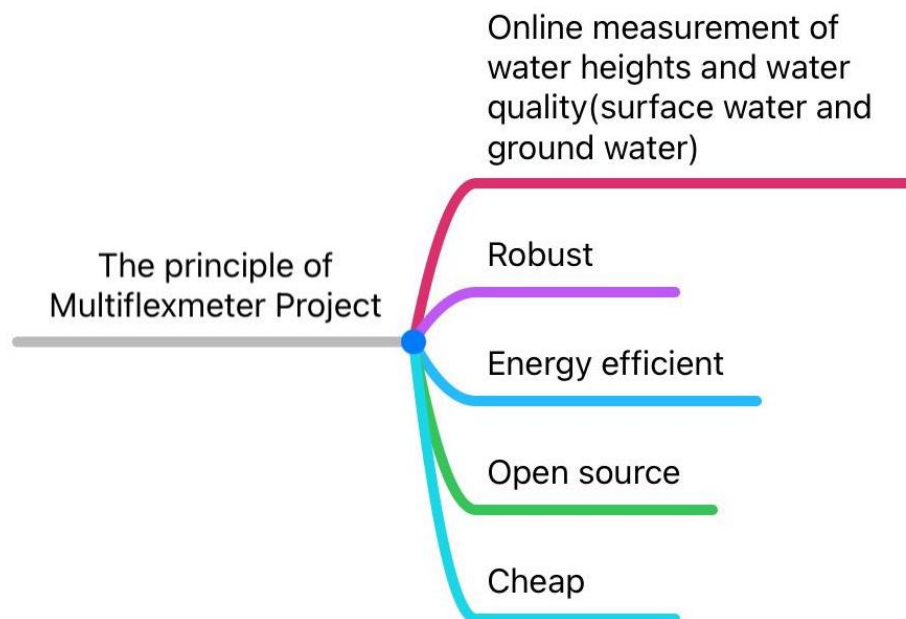 Online measurement of
water heights and water
quality(surface water and
ground water)
The principle of
Multiflexmeter Project
Robust
Energy efficient
Open source
Cheap